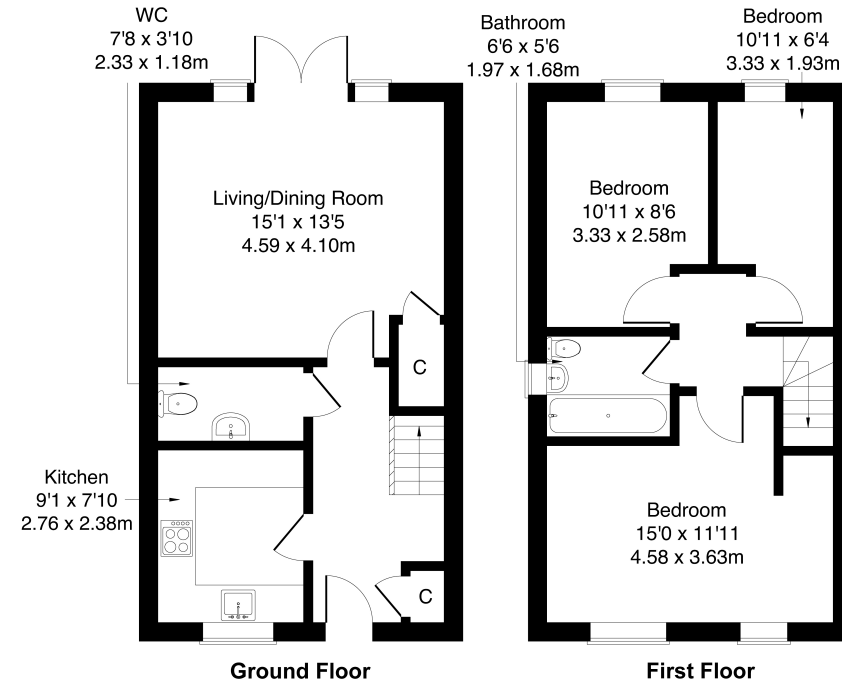 WC
7'8 x 3'10
2.33 x 1.18m
Bathroom
6'6 x 5'6
1.97 x 1.68m
Bedroom
10'11 x 6'4
3.33 x 1.93m
Living/Dining Room
15'1 x 13'5
4.59 x 4.10m
Bedroom
10'11 x 8'6
3.33 x 2.58m
C
Kitchen
9'1 x 7'10
2.76 x 2.38m
Bedroom
15'0 x 11'11
4.58 x 3.63m
C
Ground Floor
First Floor